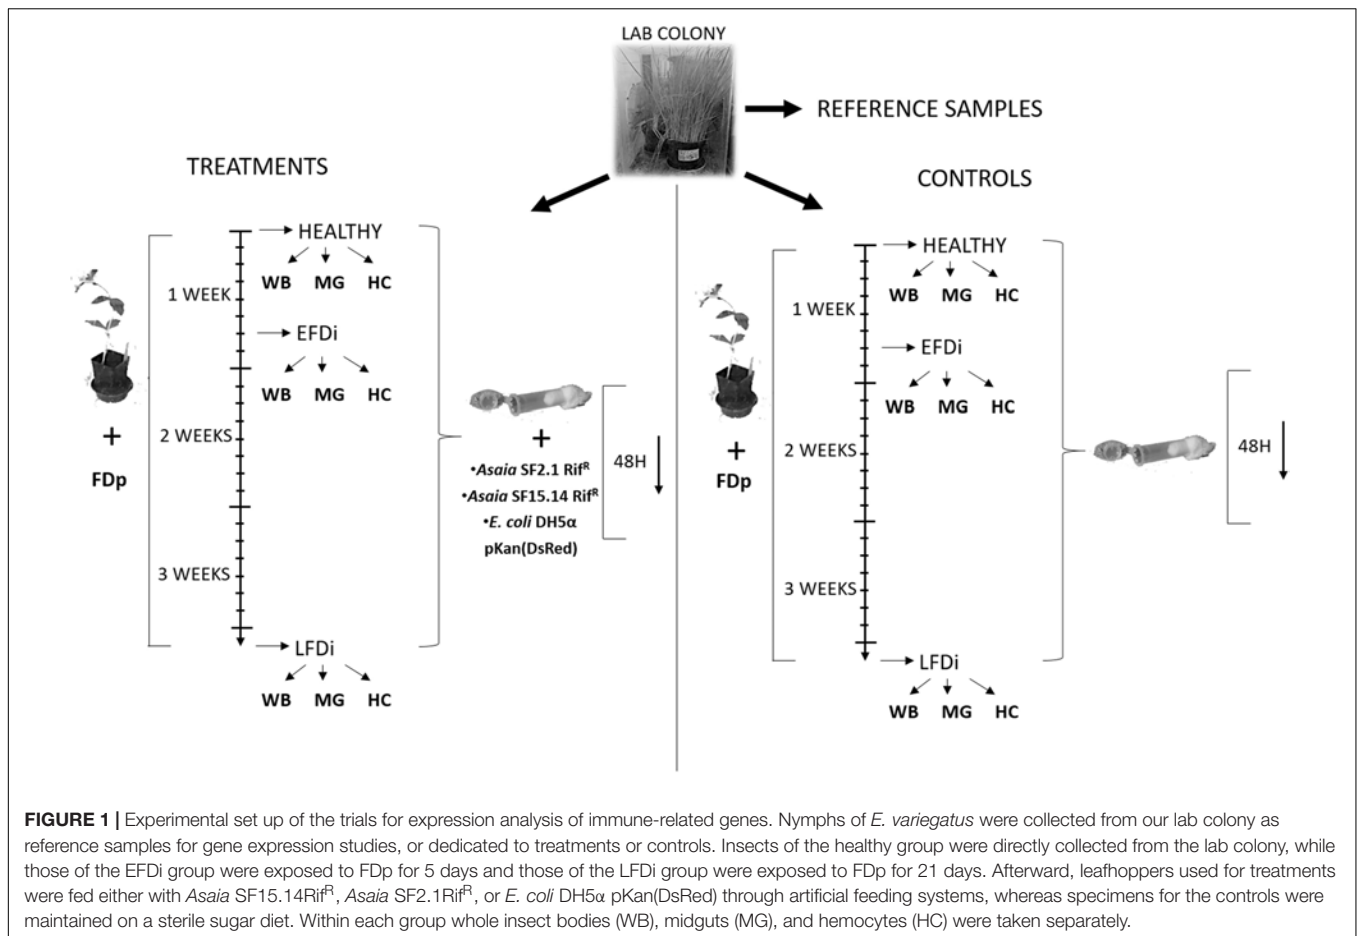 LAB COLONY
REFERENCE SAMPLES
TREATMENTS
HEALTHY
WB MG HC
1 WEEK
EFDi
WB MG HC
2 WEEKS
+
FDp
3 WEEKS
LFDi
WB MG HC
+
•Asaia SF2.1 Rifᴿ
•Asaia SF15.14 Rifᴿ
•E. coli DH5α
pKan(DsRed)
48H
CONTROLS
HEALTHY
WB MG HC
1 WEEK
EFDi
WB MG HC
2 WEEKS
+
FDp
3 WEEKS
LFDi
WB MG HC
48H
FIGURE 1 | Experimental set up of the trials for expression analysis of immune-related genes. Nymphs of E. variegatus were collected from our lab colony as
reference samples for gene expression studies, or dedicated to treatments or controls. Insects of the healthy group were directly collected from the lab colony, while
those of the EFDi group were exposed to FDp for 5 days and those of the LFDi group were exposed to FDp for 21 days. Afterward, leafhoppers used for treatments
were fed either with Asaia SF15.14Rifᴿ, Asaia SF2.1Rifᴿ, or E. coli DH5α pKan(DsRed) through artificial feeding systems, whereas specimens for the controls were
maintained on a sterile sugar diet. Within each group whole insect bodies (WB), midguts (MG), and hemocytes (HC) were taken separately.